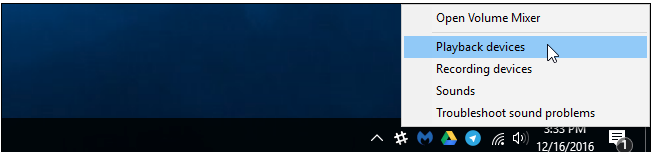 Open Volume Mixer
Playback devices
Recording devices
Sounds
Troubleshoot sound problems
3:33 PM
12/16/2016
1